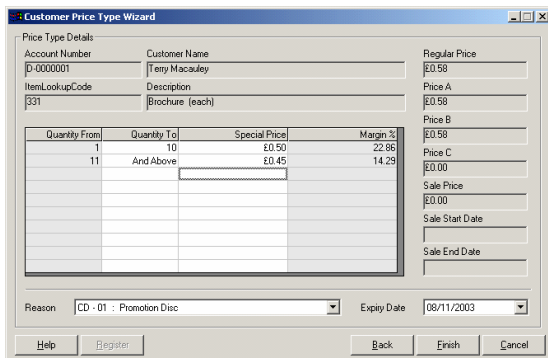 Customer Price Type Wizard
Price Type Details
Account Number Customer Name Regular Price
D-0000001 Terry Macauley £0.58
ItemLookupCode Description Price A
331 Brochure (each) £0.58
Price B
£0.58
Quantity From Quantity To Special Price Margin %
1 10 £0.50 22.86
11 And Above £0.45 14.29
Price C
£0.00
Sale Price
£0.00
Sale Start Date
Sale End Date
Reason CD - 01 : Promotion Disc Expiry Date 08/11/2003
Help Register Back Finish Cancel